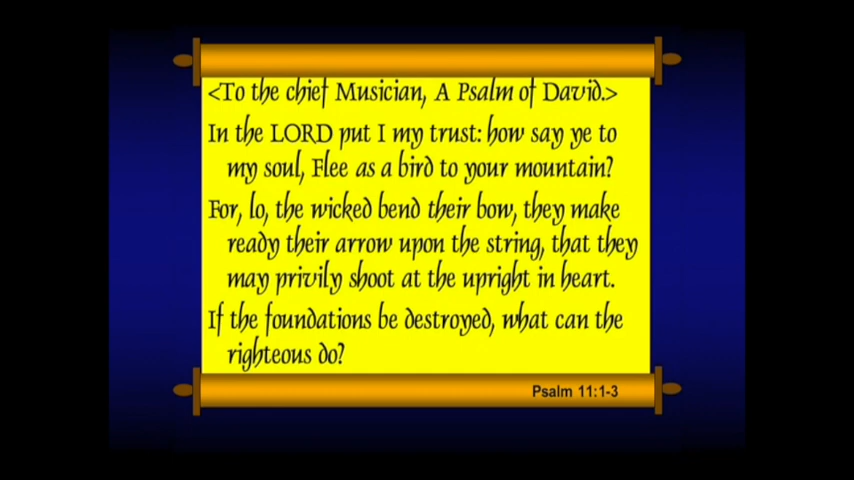 <To the chief Musician, A Psalm of David.>
In the LORD put I my trust: how say ye to
my soul, Flee as a bird to your mountain?
For, lo, the wicked bend their bow, they make
ready their arrow upon the string, that they
may privily shoot at the upright in heart.
If the foundations be destroyed, what can the
righteous do?
Psalm 11:1-3